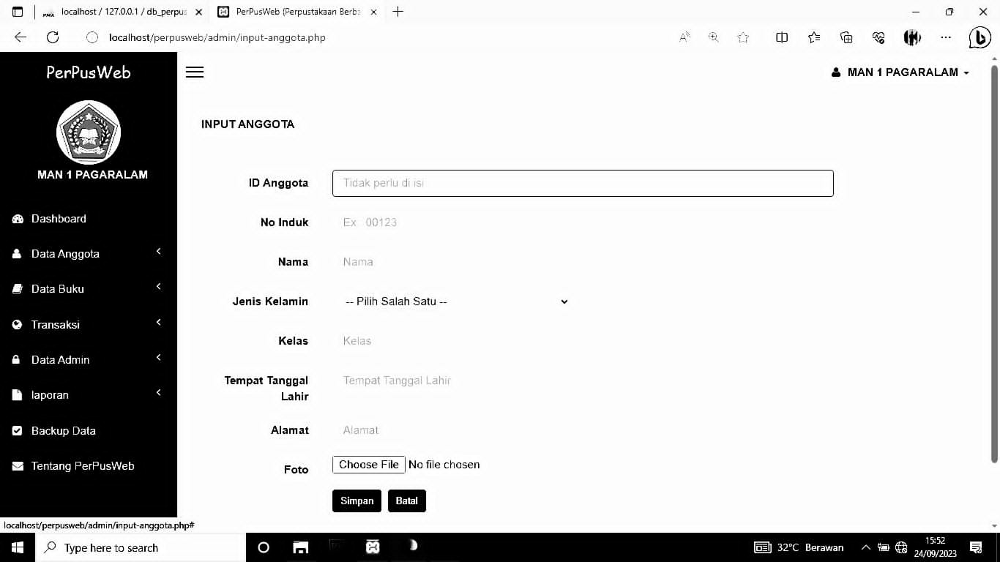 PMA localhost / 127.0.0.1 / db_perpus
PerPusWeb (Perpustakaan Berba
localhost/perpusweb/admin/input-anggota.php
PerPusWeb
MAN 1 PAGARALAM
MAN 1 PAGARALAM
Dashboard
Data Anggota
Data Buku
Transaksi
Data Admin
laporan
Backup Data
Tentang PerPusWeb
INPUT ANGGOTA
ID Anggota Tidak perlu di isi
No Induk Ex 00123
Nama Nama
Jenis Kelamin -- Pilih Salah Satu --
Kelas Kelas
Tempat Tanggal Tempat Tanggal Lahir
Lahir
Alamat Alamat
Foto Choose File No file chosen
Simpan Batal
localhost/perpusweb/admin/input-anggota.php#
Type here to search
32°C Berawan
15:52
24/09/2023